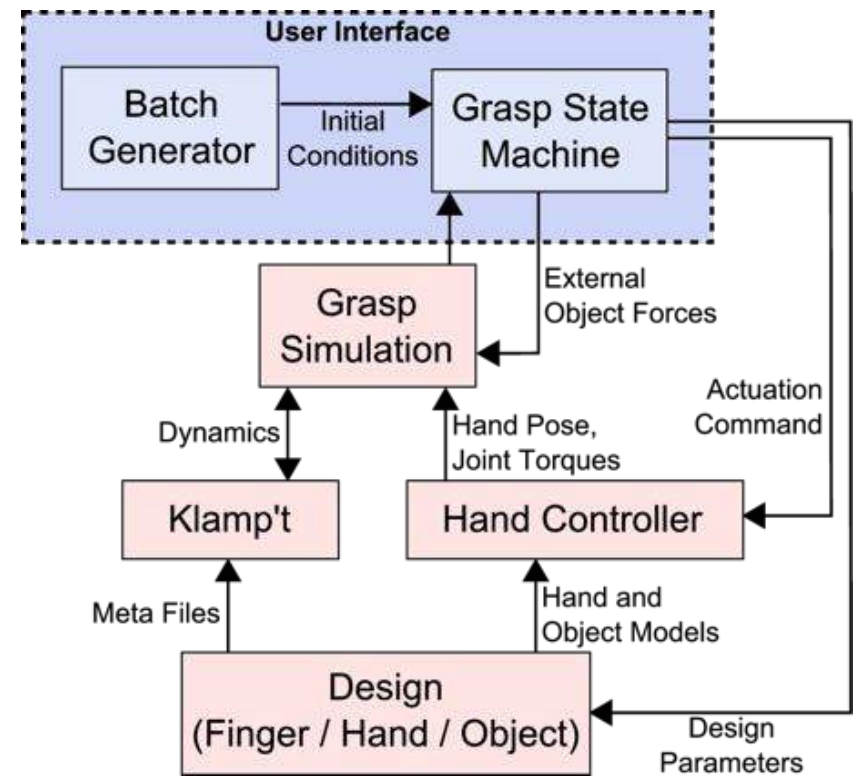 User Interface
Batch
Generator
Initial
Conditions
Grasp State
Machine
Grasp
Simulation
External
Object Forces
Actuation
Command
Dynamics
Hand Pose,
Joint Torques
Klamp't
Hand Controller
Meta Files
Hand and
Object Models
Design
(Finger / Hand / Object)
Design
Parameters